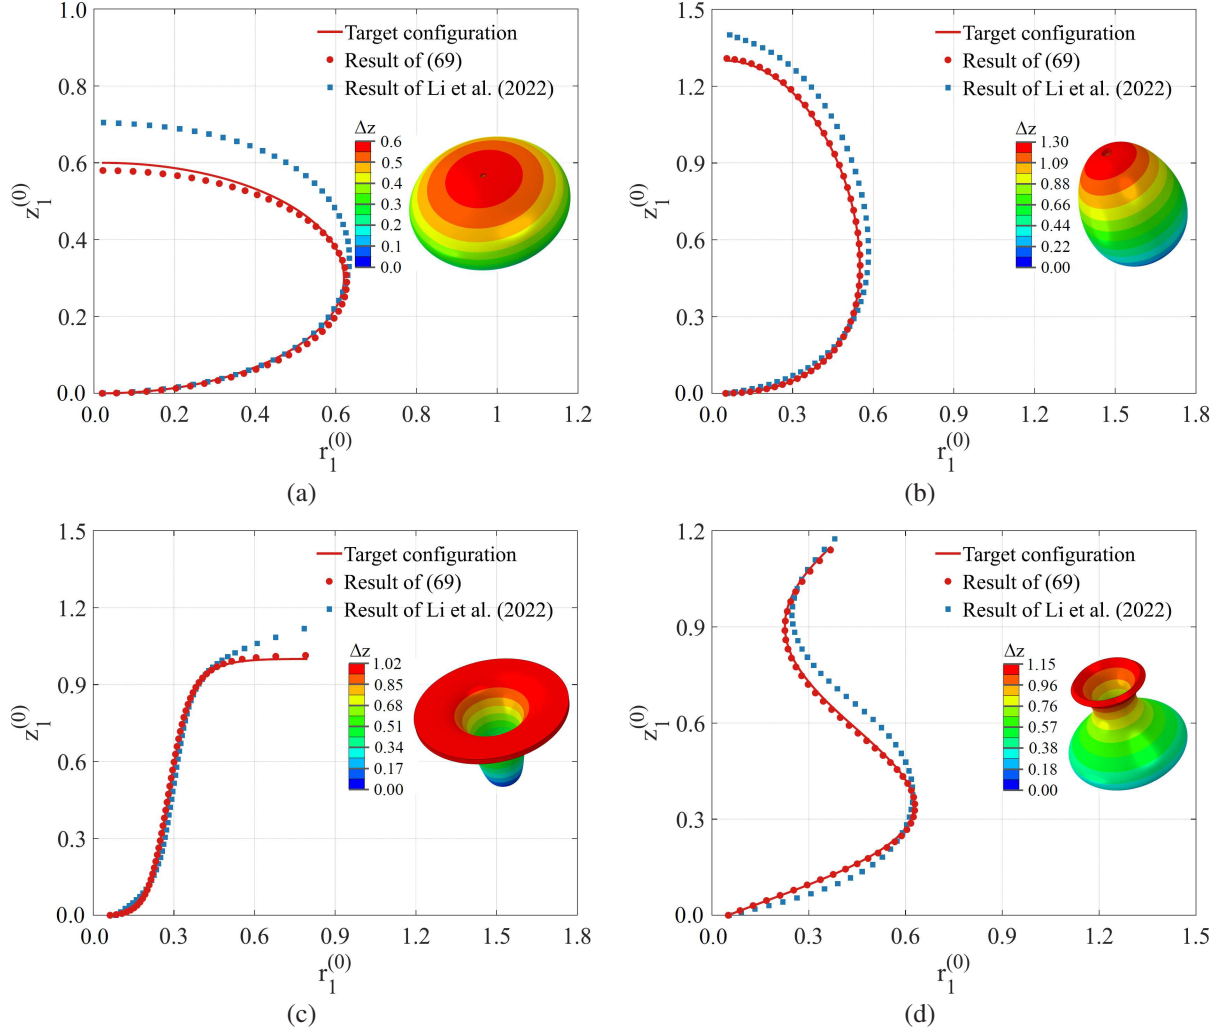 1.0
0.8
0.6
0.4
0.2
0.0
z₁⁽⁰⁾
0.0 0.2 0.4 0.6 0.8 1 1.2
r₁⁽⁰⁾
Target configuration
Result of (69)
Result of Li et al. (2022)
Δz
0.6
0.5
0.4
0.3
0.2
0.1
0.0
(a)
1.5
1.2
0.9
0.6
0.3
0.0
z₁⁽⁰⁾
0.0 0.3 0.6 0.9 1.2 1.5 1.8
r₁⁽⁰⁾
Target configuration
Result of (69)
Result of Li et al. (2022)
Δz
1.30
1.09
0.88
0.66
0.44
0.22
0.00
(b)
1.5
1.2
0.9
0.6
0.3
0.0
z₁⁽⁰⁾
0.0 0.3 0.6 0.9 1.2 1.5 1.8
r₁⁽⁰⁾
Target configuration
Result of (69)
Result of Li et al. (2022)
Δz
1.02
0.85
0.68
0.51
0.34
0.17
0.00
(c)
1.2
0.9
0.6
0.3
0.0
z₁⁽⁰⁾
0.0 0.3 0.6 0.9 1.2 1.5
r₁⁽⁰⁾
Target configuration
Result of (69)
Result of Li et al. (2022)
Δz
1.15
0.96
0.76
0.57
0.38
0.18
0.00
(d)